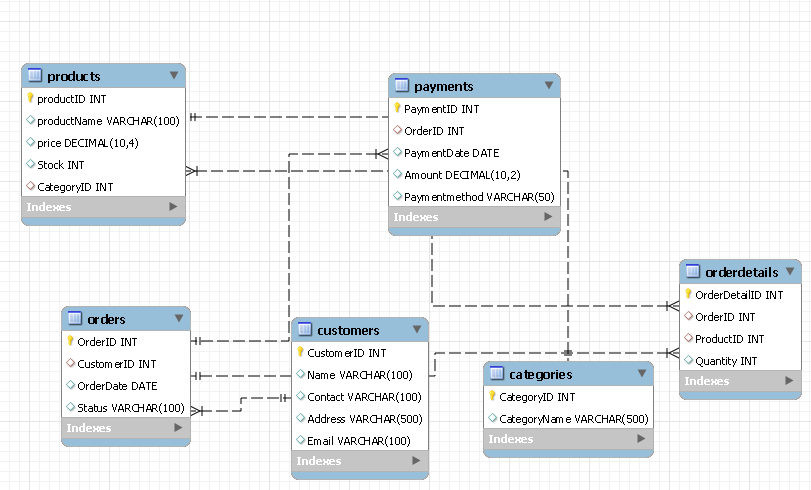 products
productID INT
productName VARCHAR(100)
price DECIMAL(10,4)
Stock INT
CategoryID INT
Indexes
payments
PaymentID INT
OrderID INT
PaymentDate DATE
Amount DECIMAL(10,2)
Paymentmethod VARCHAR(50)
Indexes
orderdetails
OrderDetailID INT
OrderID INT
ProductID INT
Quantity INT
Indexes
orders
OrderID INT
CustomerID INT
OrderDate DATE
Status VARCHAR(100)
Indexes
customers
CustomerID INT
Name VARCHAR(100)
Contact VARCHAR(100)
Address VARCHAR(500)
Email VARCHAR(100)
Indexes
categories
CategoryID INT
CategoryName VARCHAR(500)
Indexes